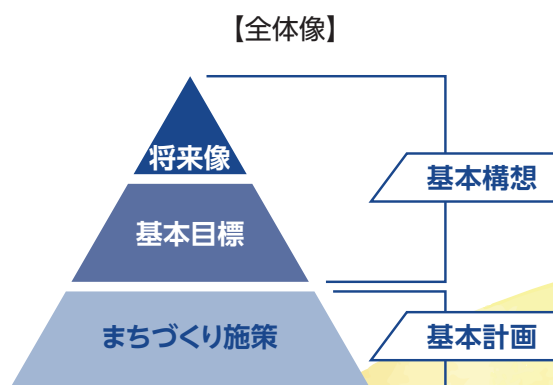 【全体像】
将来像
基本構想
基本目標
まちづくり施策
基本計画